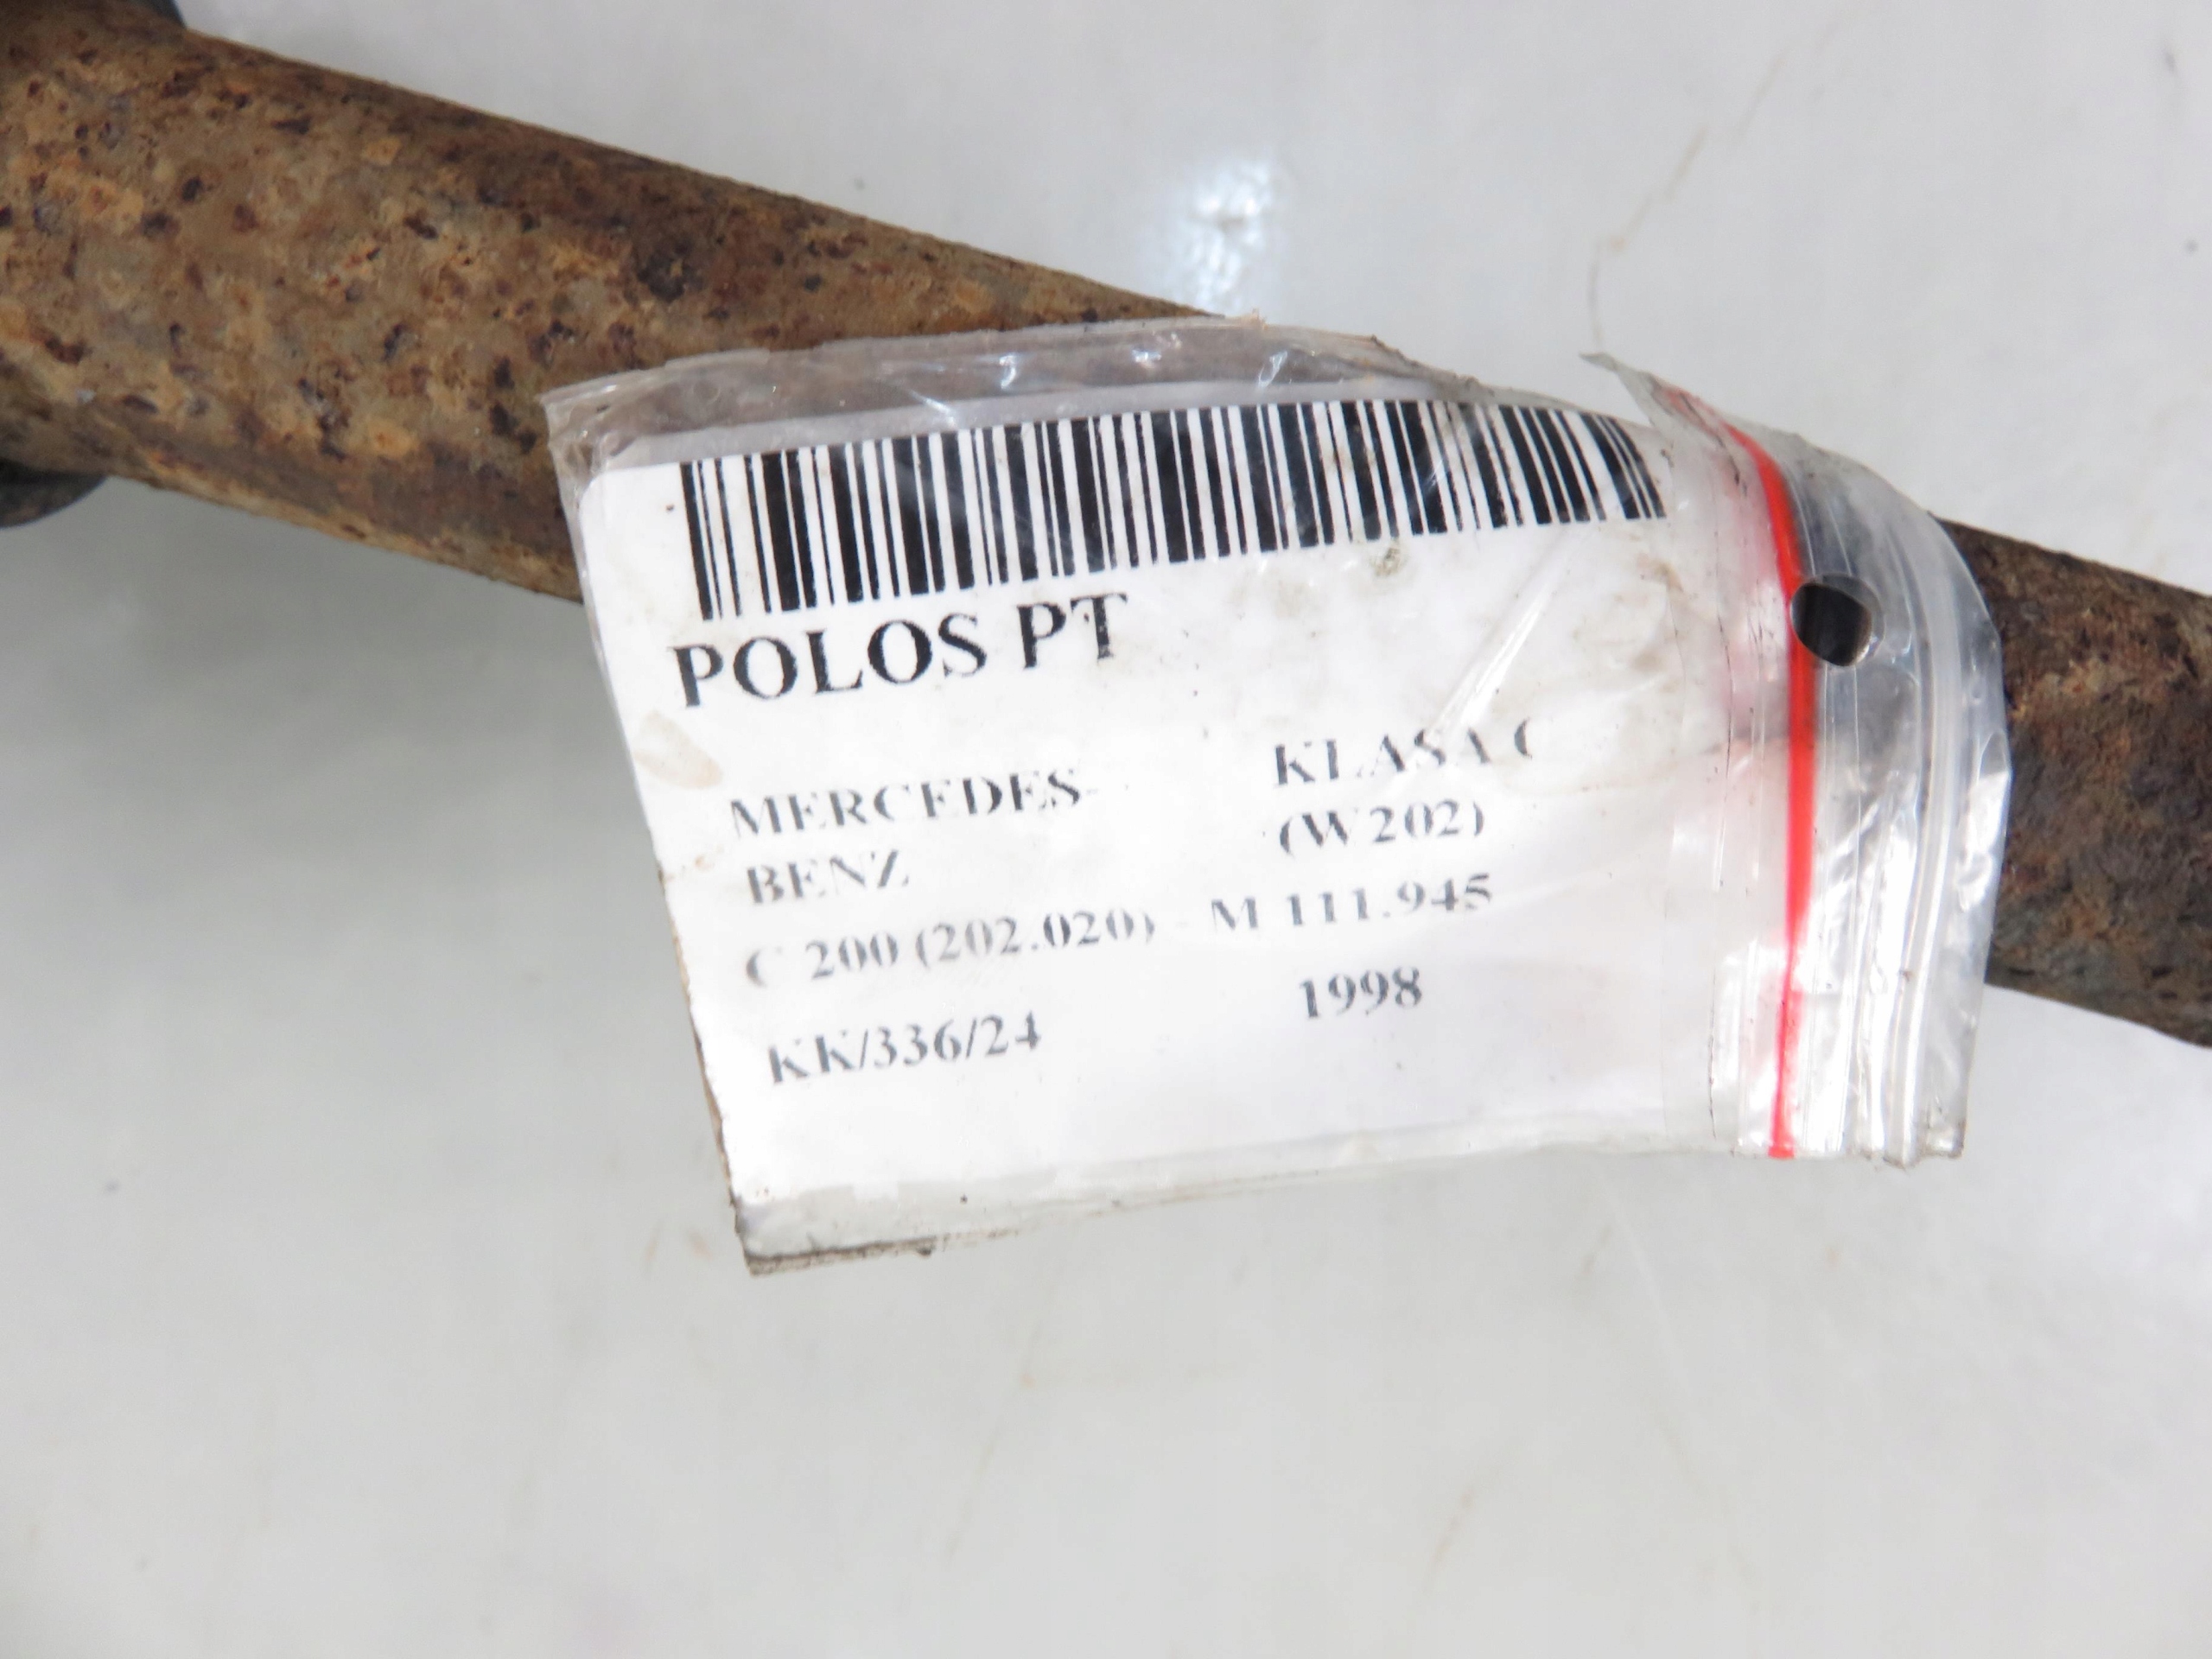 POLOS PT
MERCEDES- KLASA C
BENZ (W202)
C 200 (202.020) - M 111.945
KK/336/24 1998